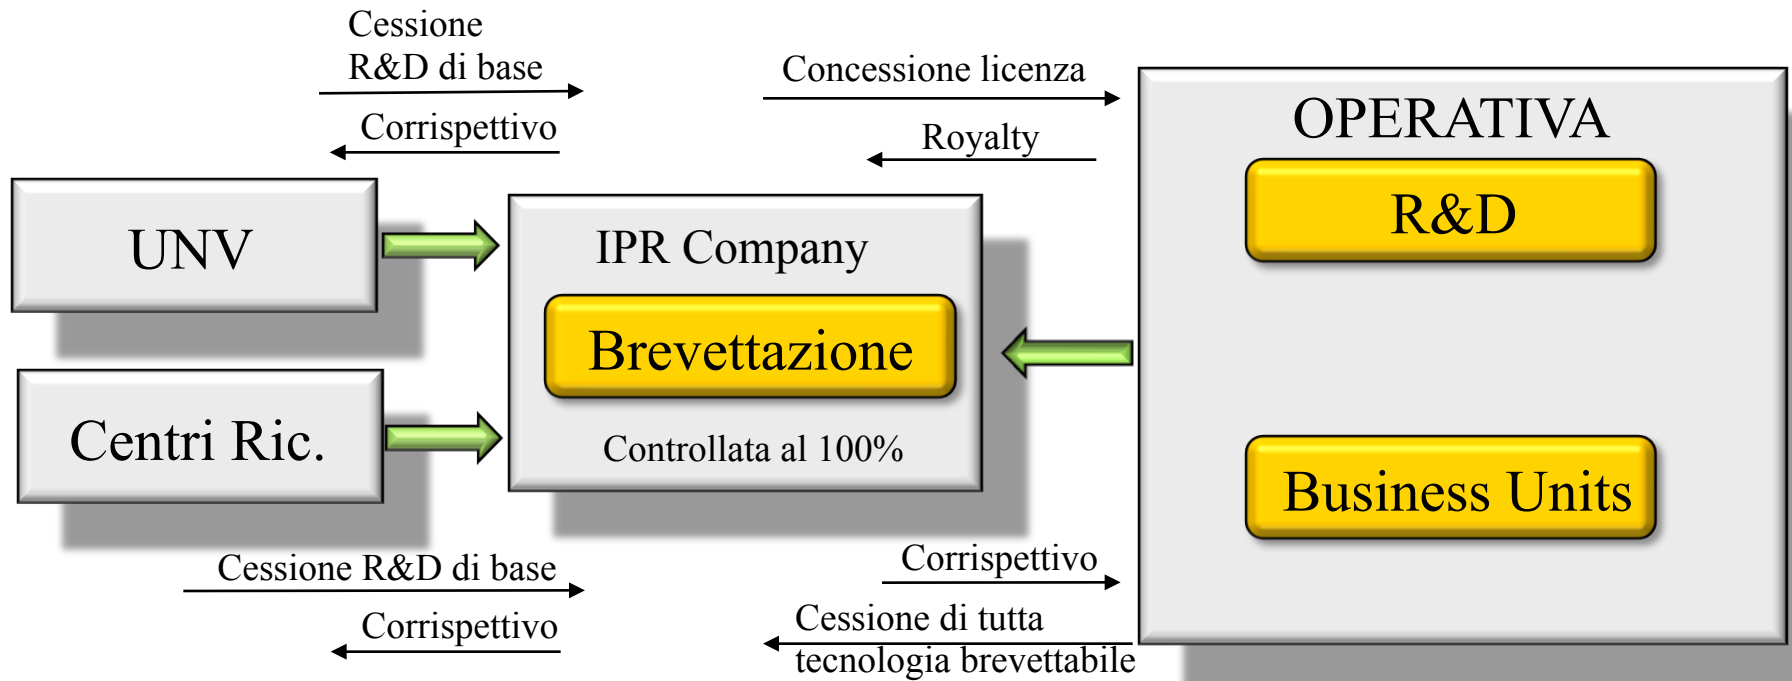 Cessione
R&D di base
Corrispettivo
Concessione licenza
Royalty
OPERATIVA
R&D
UNV
IPR Company
Brevettazione
Centri Ric.
Controllata al 100%
Business Units
Cessione R&D di base
Corrispettivo
Corrispettivo
Cessione di tutta
tecnologia brevettabile